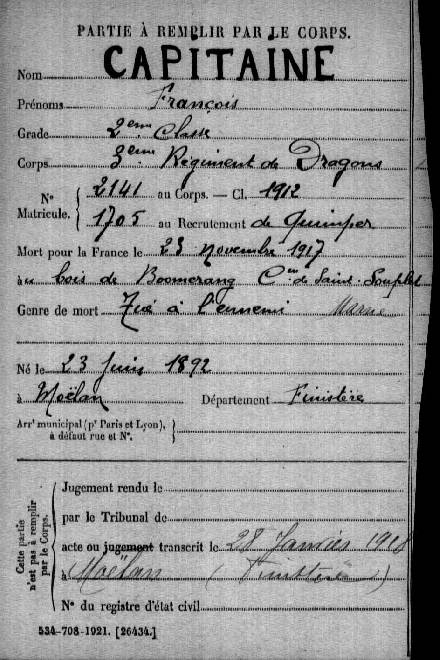 PARTIE À REMPLIR PAR LE CORPS.
Nom CAPITAINE
Prénoms François
Grade 2eme Classe
Corps 3eme Régiment de Dragons
Nº Matricule. { 2141 au Corps. — Cl. 1912
1705 au Recrutement de Quimper
Mort pour la France le 23 novembre 1917
au bois de Boomerang Cne de Saint-Souplet
Genre de mort Tué à l'ennemi Marne
Né le 23 juin 1892
à Moëlan Département Finistère
Arrt municipal (pr Paris et Lyon), à défaut rue et Nº. }
Cette partie n'est pas à remplir par le Corps.
Jugement rendu le
par le Tribunal de
acte ou jugement transcrit le 28 Janvier 1918
à Moëlan (Finistère)
Nº du registre d'état civil
534-708-1921. [26434.]